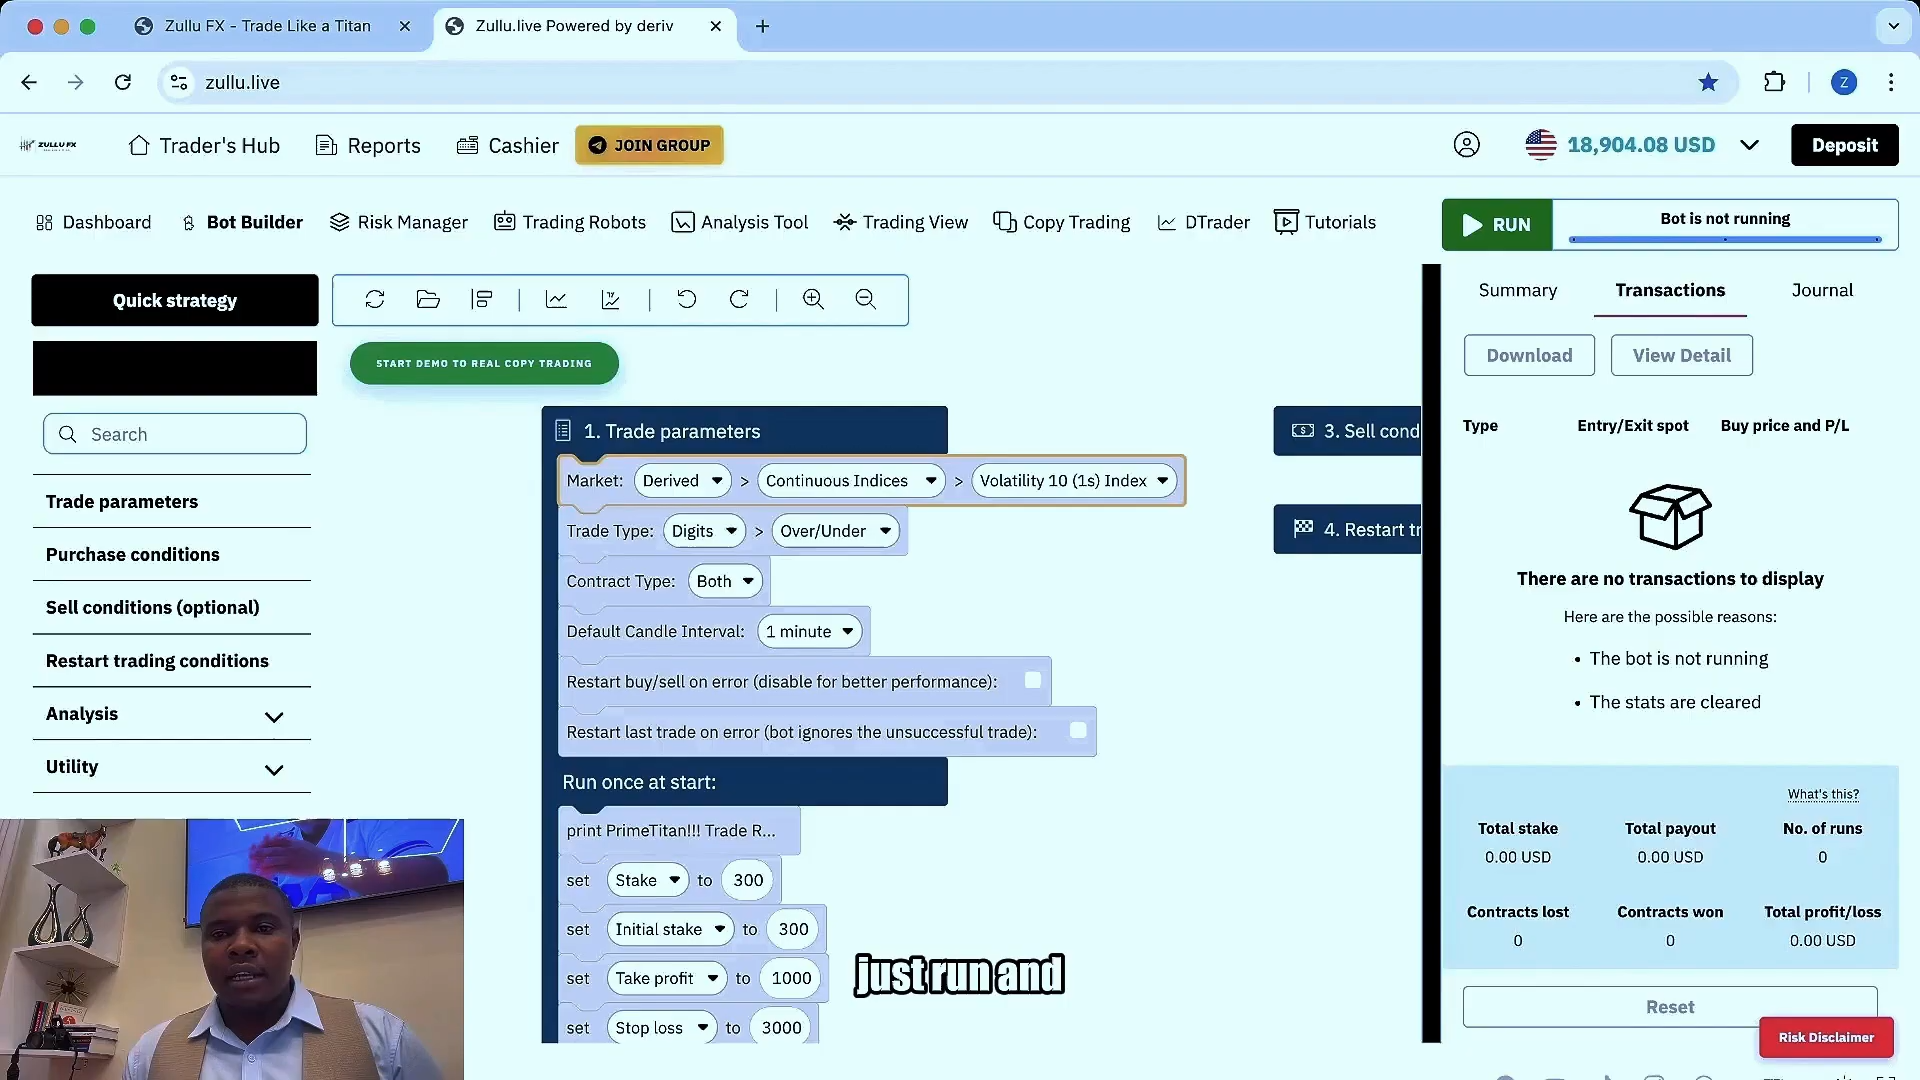 Zullu FX - Trade Like a Titan
Zullu.live Powered by deriv
zullu.live
Z
ZULLU FX
Trader's Hub
Reports
Cashier
JOIN GROUP
18,904.08 USD
Deposit
Dashboard
Bot Builder
Risk Manager
Trading Robots
Analysis Tool
Trading View
Copy Trading
DTrader
Tutorials
RUN
Bot is not running
Quick strategy
START DEMO TO REAL COPY TRADING
Search
Trade parameters
Purchase conditions
Sell conditions (optional)
Restart trading conditions
Analysis
Utility
1. Trade parameters
Market: Derived > Continuous Indices > Volatility 10 (1s) Index
Trade Type: Digits > Over/Under
Contract Type: Both
Default Candle Interval: 1 minute
Restart buy/sell on error (disable for better performance):
Restart last trade on error (bot ignores the unsuccessful trade):
Run once at start:
print PrimeTitan!!! Trade R...
set Stake to 300
set Initial stake to 300
set Take profit to 1000
set Stop loss to 3000
3. Sell cond
4. Restart tr
just run and
Summary
Transactions
Journal
Download
View Detail
Type
Entry/Exit spot
Buy price and P/L
There are no transactions to display
Here are the possible reasons:
• The bot is not running
• The stats are cleared
What's this?
Total stake
Total payout
No. of runs
0.00 USD
0.00 USD
0
Contracts lost
Contracts won
Total profit/loss
0
0
0.00 USD
Reset
Risk Disclaimer